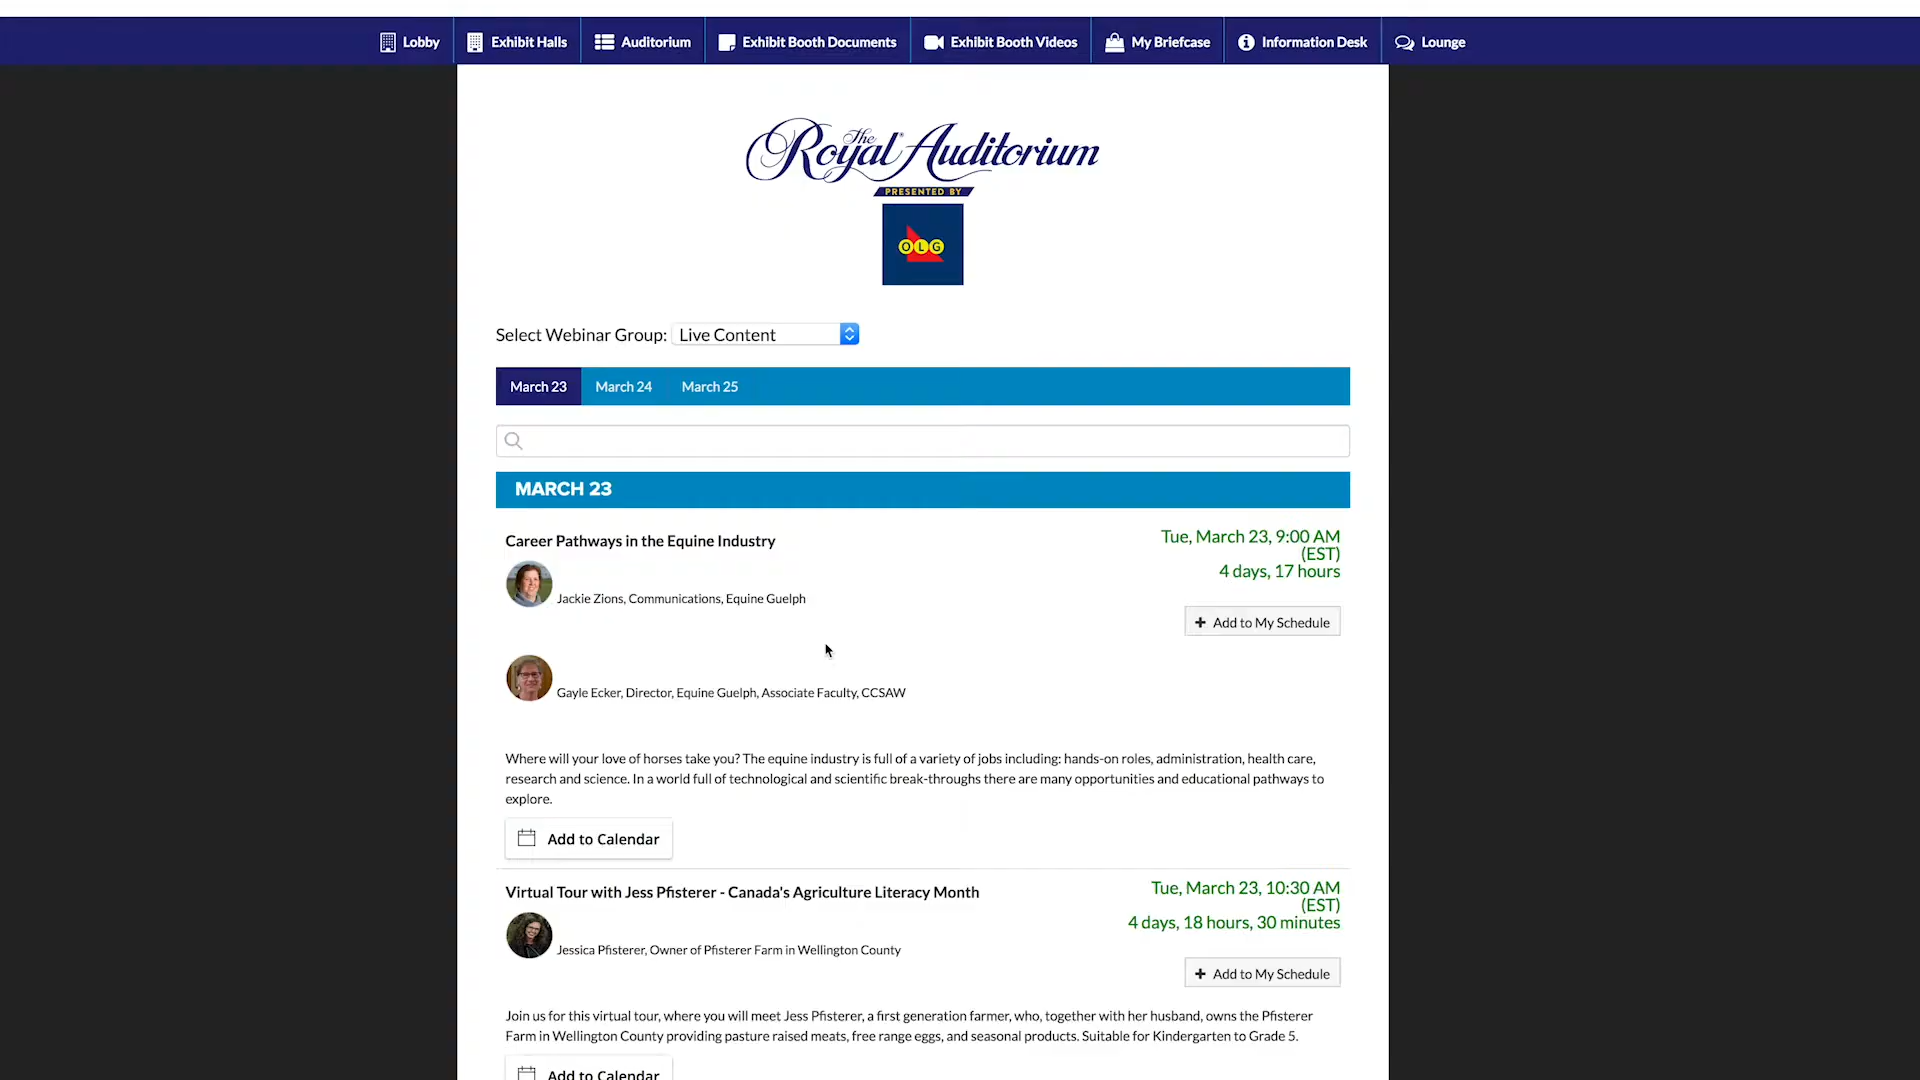 Lobby
Exhibit Halls
Auditorium
Exhibit Booth Documents
Exhibit Booth Videos
My Briefcase
Information Desk
Lounge
The Royal Auditorium
PRESENTED BY
OLG
Select Webinar Group: Live Content
March 23 March 24 March 25
MARCH 23
Career Pathways in the Equine Industry
Tue, March 23, 9:00 AM
(EST)
4 days, 17 hours
Jackie Zions, Communications, Equine Guelph
+ Add to My Schedule
Gayle Ecker, Director, Equine Guelph, Associate Faculty, CCSAW
Where will your love of horses take you? The equine industry is full of a variety of jobs including: hands-on roles, administration, health care,
research and science. In a world full of technological and scientific break-throughs there are many opportunities and educational pathways to
explore.
Add to Calendar
Virtual Tour with Jess Pfisterer - Canada's Agriculture Literacy Month
Tue, March 23, 10:30 AM
(EST)
4 days, 18 hours, 30 minutes
Jessica Pfisterer, Owner of Pfisterer Farm in Wellington County
+ Add to My Schedule
Join us for this virtual tour, where you will meet Jess Pfisterer, a first generation farmer, who, together with her husband, owns the Pfisterer
Farm in Wellington County providing pasture raised meats, free range eggs, and seasonal products. Suitable for Kindergarten to Grade 5.
Add to Calendar